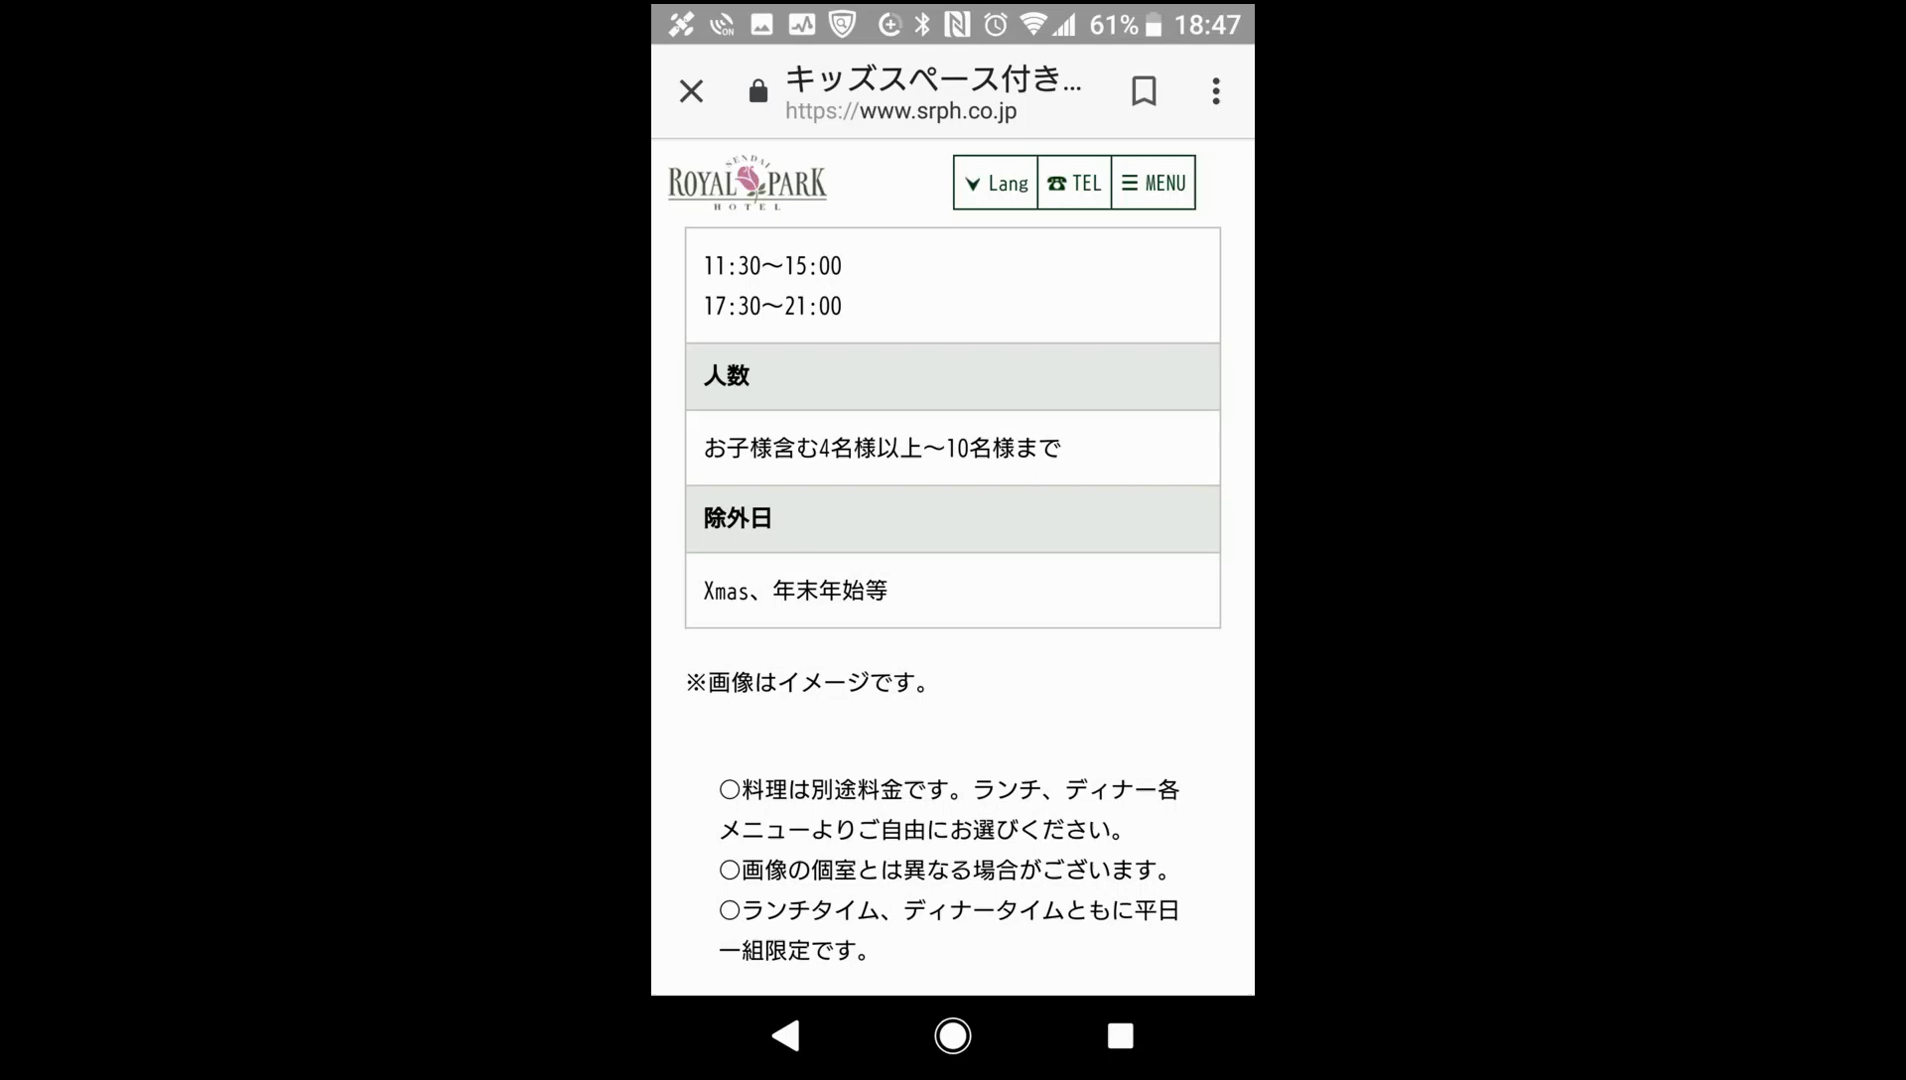 61% 18:47
キッズスペース付き...
https://www.srph.co.jp
SENDAI
ROYAL PARK
HOTEL
Lang TEL MENU
11:30〜15:00
17:30〜21:00
人数
お子様含む4名様以上〜10名様まで
除外日
Xmas、年末年始等
※画像はイメージです。
○料理は別途料金です。ランチ、ディナー各
メニューよりご自由にお選びください。
○画像の個室とは異なる場合がございます。
○ランチタイム、ディナータイムともに平日
一組限定です。